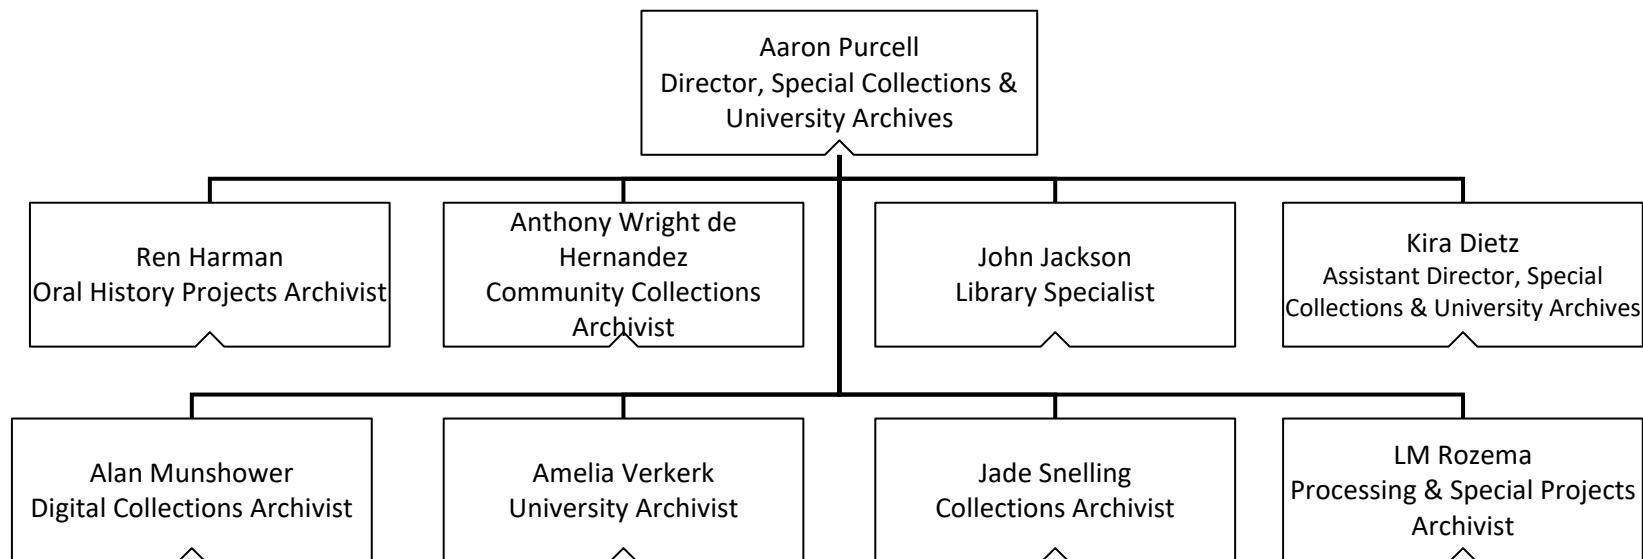 Aaron Purcell
Director, Special Collections &
University Archives
Ren Harman
Oral History Projects Archivist
Anthony Wright de
Hernandez
Community Collections
Archivist
John Jackson
Library Specialist
Kira Dietz
Assistant Director, Special
Collections & University Archives
Alan Munshower
Digital Collections Archivist
Amelia Verkerk
University Archivist
Jade Snelling
Collections Archivist
LM Rozema
Processing & Special Projects
Archivist